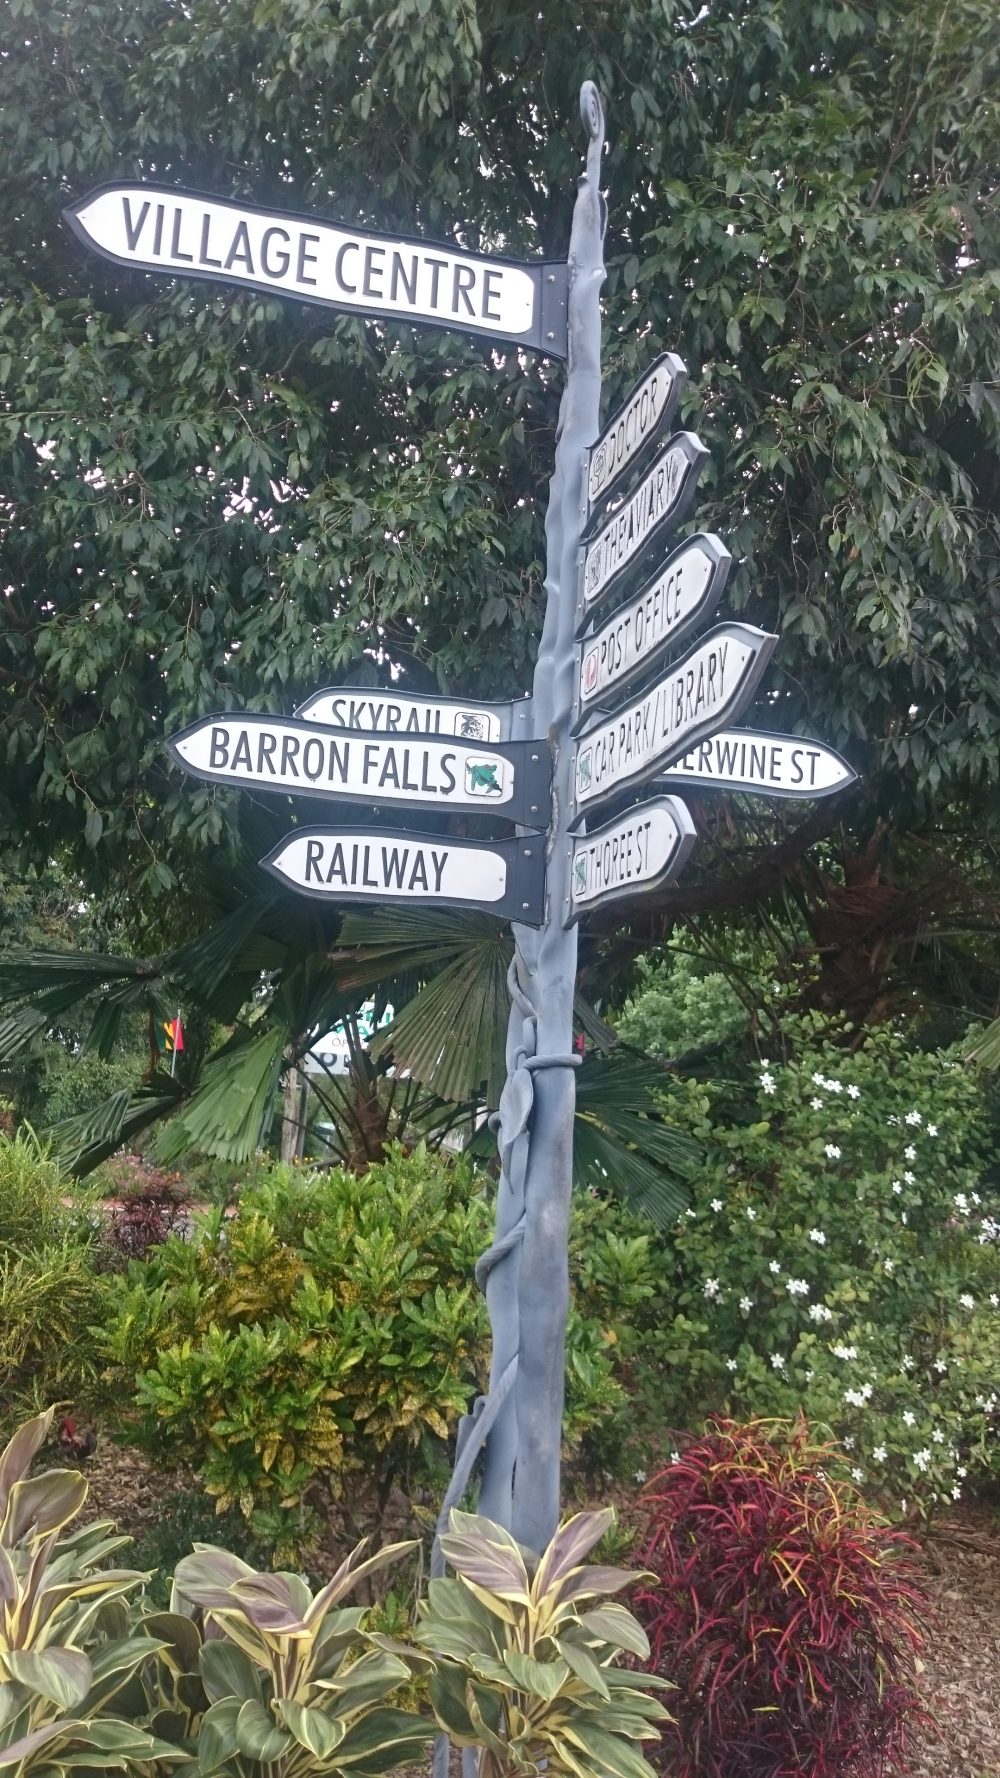 VILLAGE CENTRE
DOCTOR
THE AVIARY
POST OFFICE
SKYRAIL
BARRON FALLS
CAR PARK/LIBRARY
ERWINE ST
RAILWAY
THOREE ST